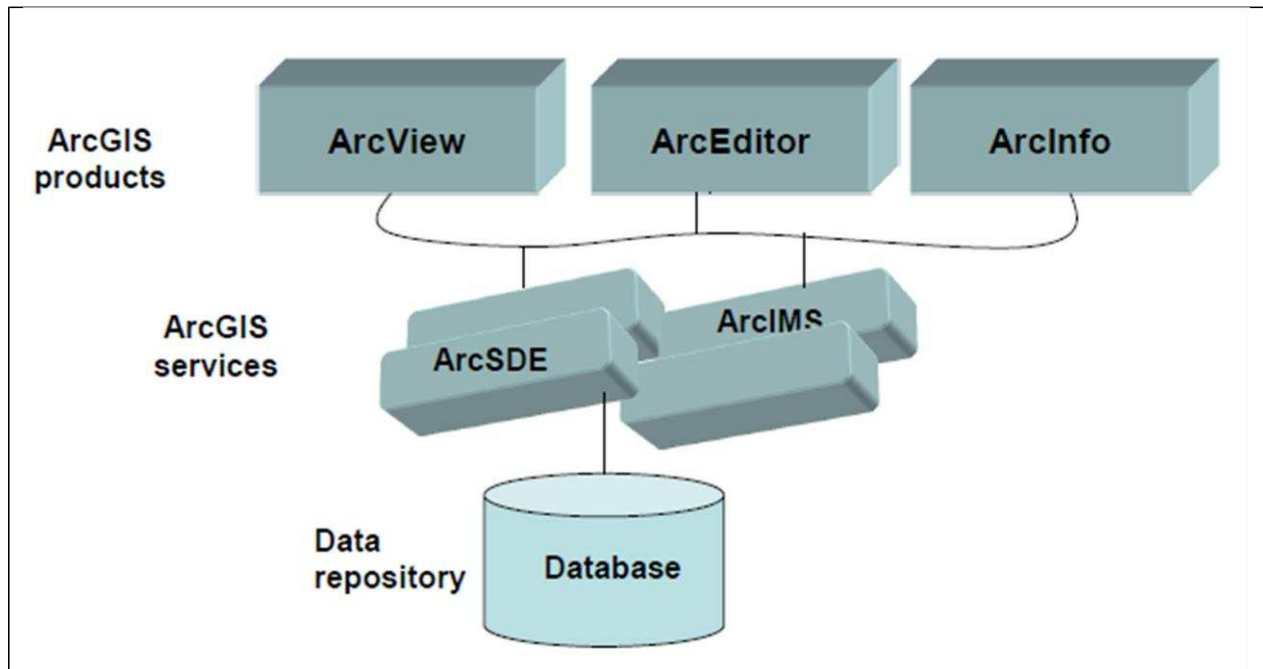 ArcGIS
products
ArcView
ArcEditor
ArcInfo
ArcGIS
services
ArcSDE
ArcIMS
Data
repository
Database